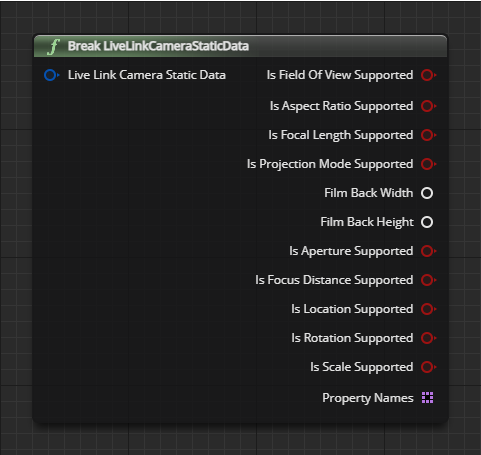 Break LiveLinkCameraStaticData
Live Link Camera Static Data
Is Field Of View Supported
Is Aspect Ratio Supported
Is Focal Length Supported
Is Projection Mode Supported
Film Back Width
Film Back Height
Is Aperture Supported
Is Focus Distance Supported
Is Location Supported
Is Rotation Supported
Is Scale Supported
Property Names